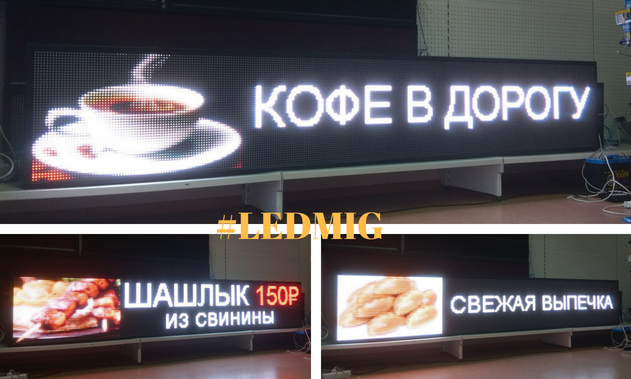 КОФЕ В ДОРОГУ
#LEDMIG
ШАШЛЫК 150Р
ИЗ СВИНИНЫ
СВЕЖАЯ ВЫПЕЧКА